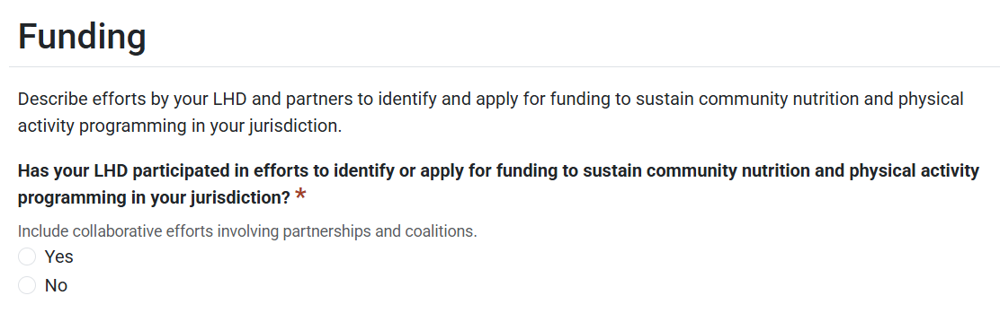 Funding
Describe efforts by your LHD and partners to identify and apply for funding to sustain community nutrition and physical
activity programming in your jurisdiction.
Has your LHD participated in efforts to identify or apply for funding to sustain community nutrition and physical activity
programming in your jurisdiction? *
Include collaborative efforts involving partnerships and coalitions.
Yes
No